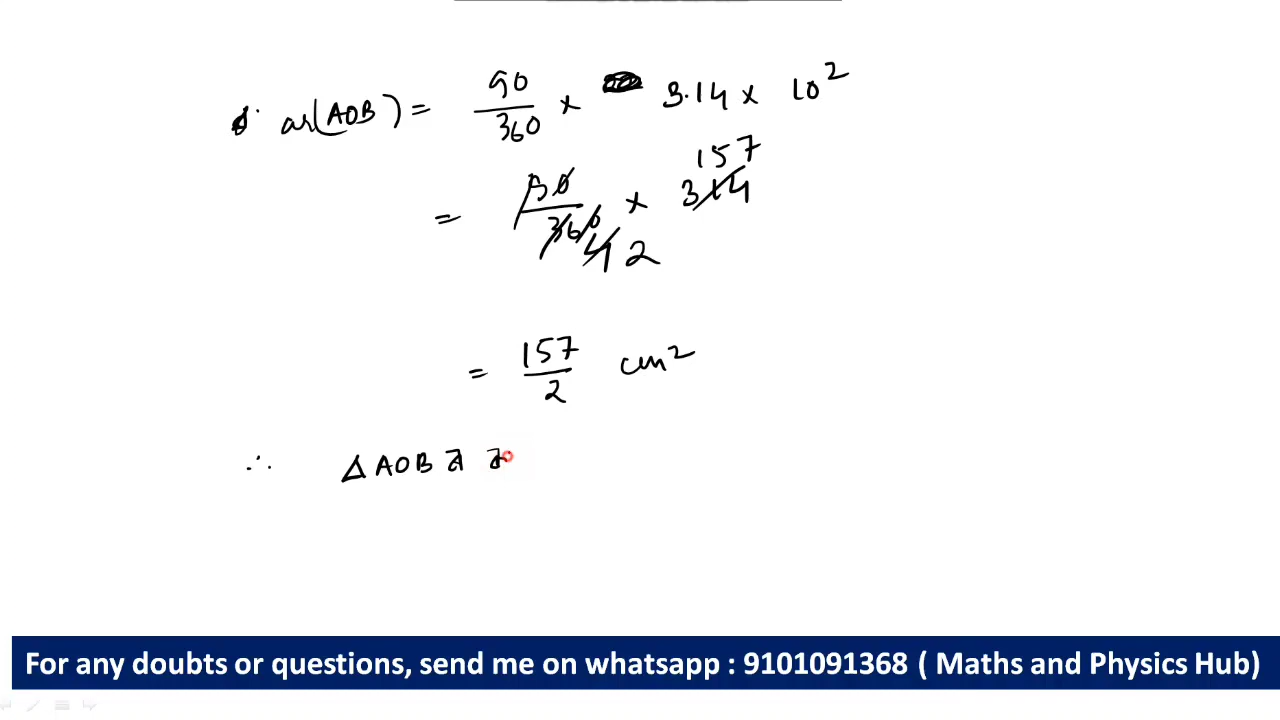 ar(AOB) = 90/360 × 3.14 × 10²
= 90/360 4 2 × 314 157
= 157/2 cm²
∴ △AOB
For any doubts or questions, send me on whatsapp : 9101091368 ( Maths and Physics Hub)